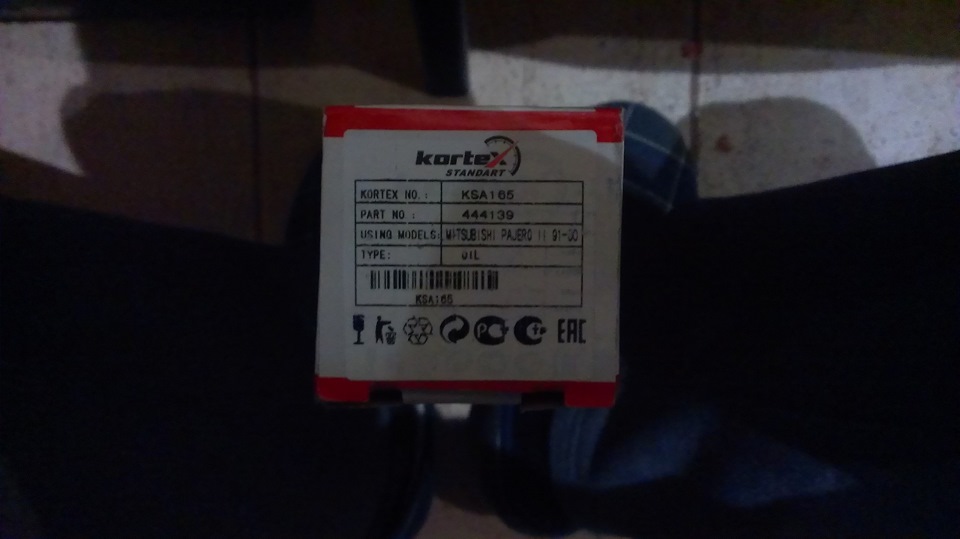 kortex
STANDART
KORTEX NO.: KSA165
PART NO.: 444139
USING MODELS: MITSUBISHI PAJERO II 91-00
TYPE: OIL
KSA165
EAC